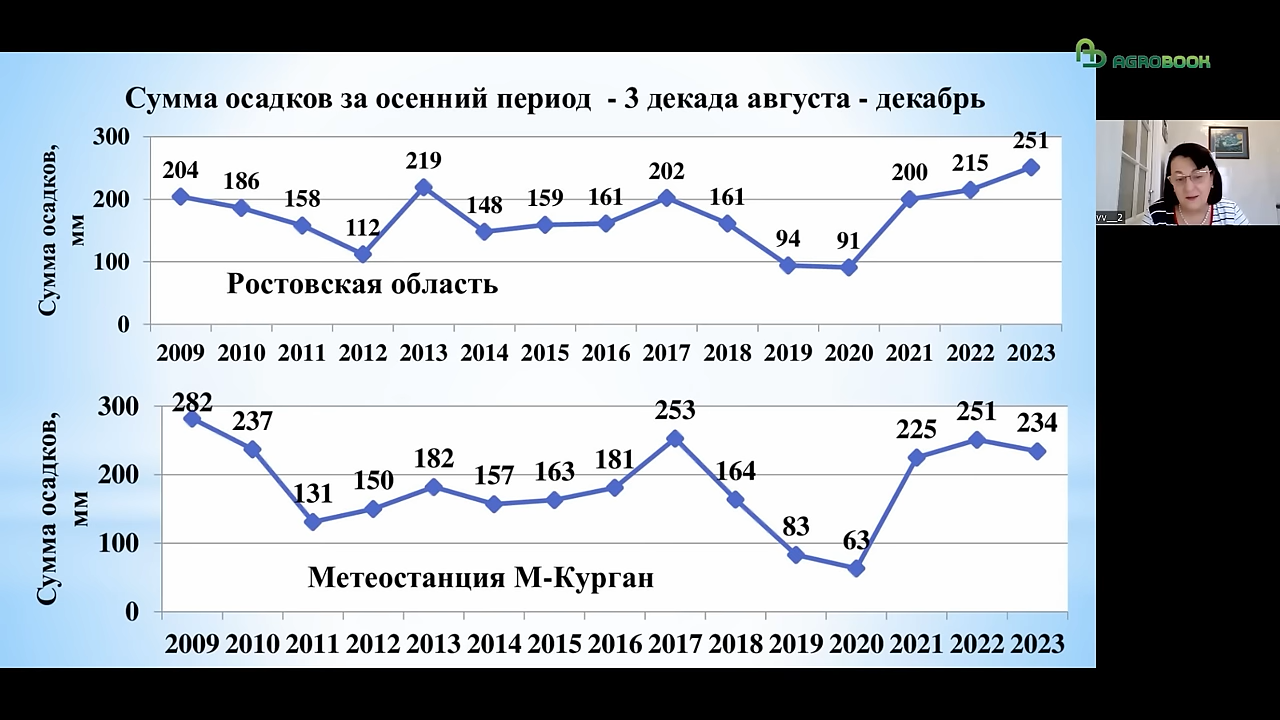 AGROBOOK
Сумма осадков за осенний период - 3 декада августа - декабрь
Сумма осадков,
мм
300
200
100
0
204 186 158 112 219 148 159 161 202 161 94 91 200 215 251
Ростовская область
2009 2010 2011 2012 2013 2014 2015 2016 2017 2018 2019 2020 2021 2022 2023
Сумма осадков,
мм
300
200
100
0
282 237 131 150 182 157 163 181 253 164 83 63 225 251 234
Метеостанция М-Курган
2009 2010 2011 2012 2013 2014 2015 2016 2017 2018 2019 2020 2021 2022 2023